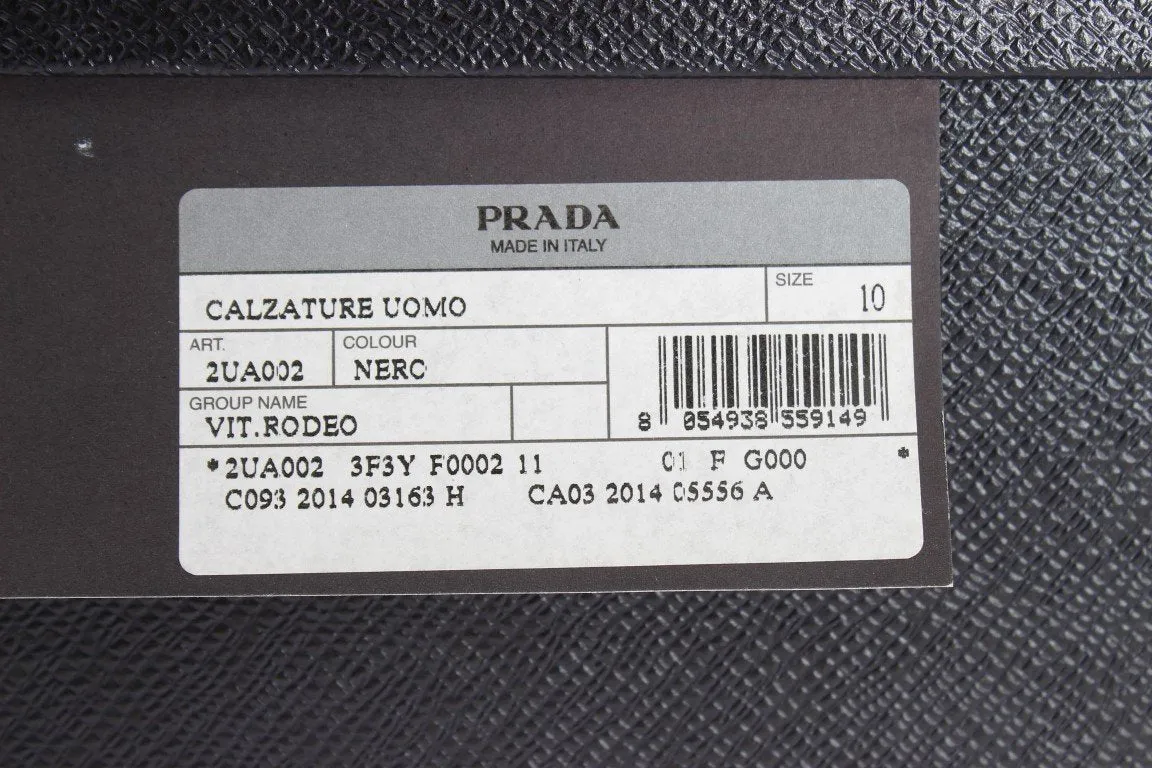 PRADA
MADE IN ITALY
CALZATURE UOMO
SIZE
10
ART.
2UA002
COLOUR
NERO
GROUP NAME
VIT.RODEO
8 054938 559149
*2UA002 3F3Y F0002 11 01 F G000 *
C093 2014 03163 H CA03 2014 05556 A